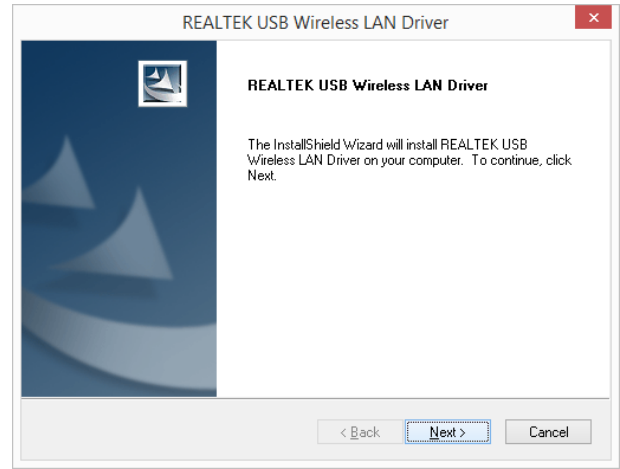 REALTEK USB Wireless LAN Driver
REALTEK USB Wireless LAN Driver
The InstallShield Wizard will install REALTEK USB
Wireless LAN Driver on your computer. To continue, click
Next.
< Back
Next >
Cancel